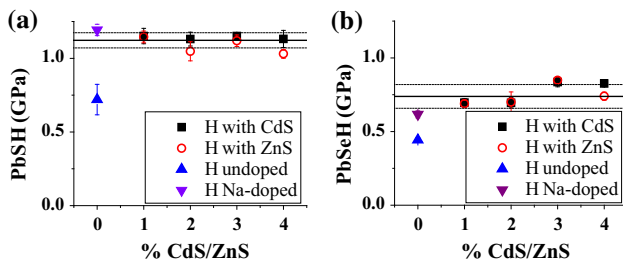 (a)
PbSH (GPa)
1.0
0.5
0.0
H with CdS
H with ZnS
H undoped
H Na-doped
0 1 2 3 4
% CdS/ZnS
(b)
PbSeH (GPa)
1.0
0.5
0.0
H with CdS
H with ZnS
H undoped
H Na-doped
0 1 2 3 4
% CdS/ZnS